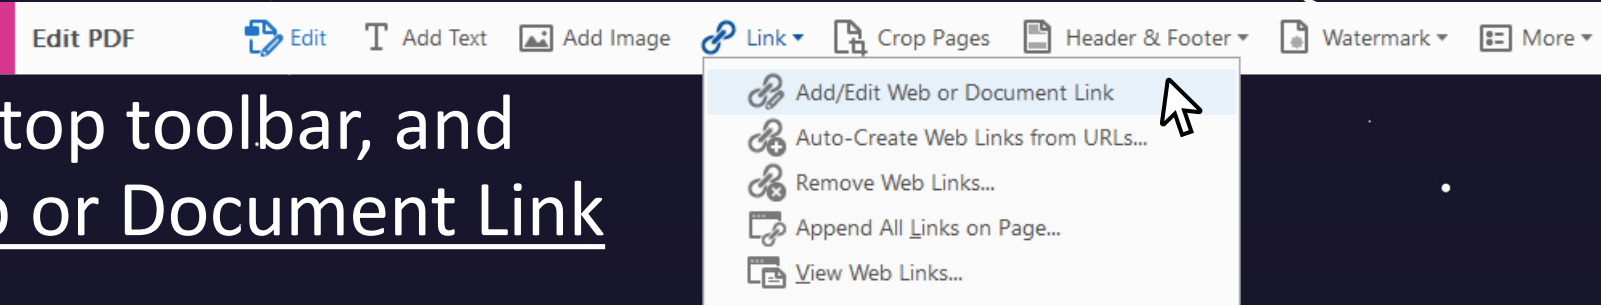 Edit PDF Edit Add Text Add Image Link Crop Pages Header & Footer Watermark More
top toolbar, and
or Document Link
Add/Edit Web or Document Link
Auto-Create Web Links from URLs...
Remove Web Links...
Append All Links on Page...
View Web Links...